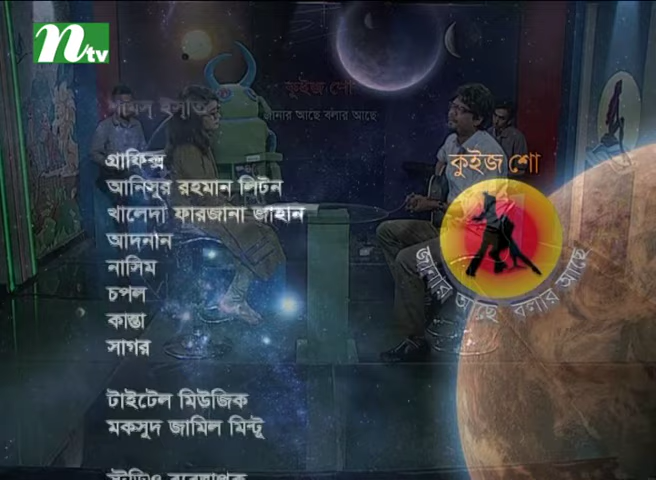 ntv
কুইজ শো
জানার আছে বলার আছে
গ্রাফিক্স
আনিসুর রহমান লিটন
খালেদা ফারজানা জাহান
আদনান
নাসিম
চপল
কান্তা
সাগর
টাইটেল মিউজিক
মকসুদ জামিল মিন্টু
কুইজ শো
জানার আছে বলার আছে